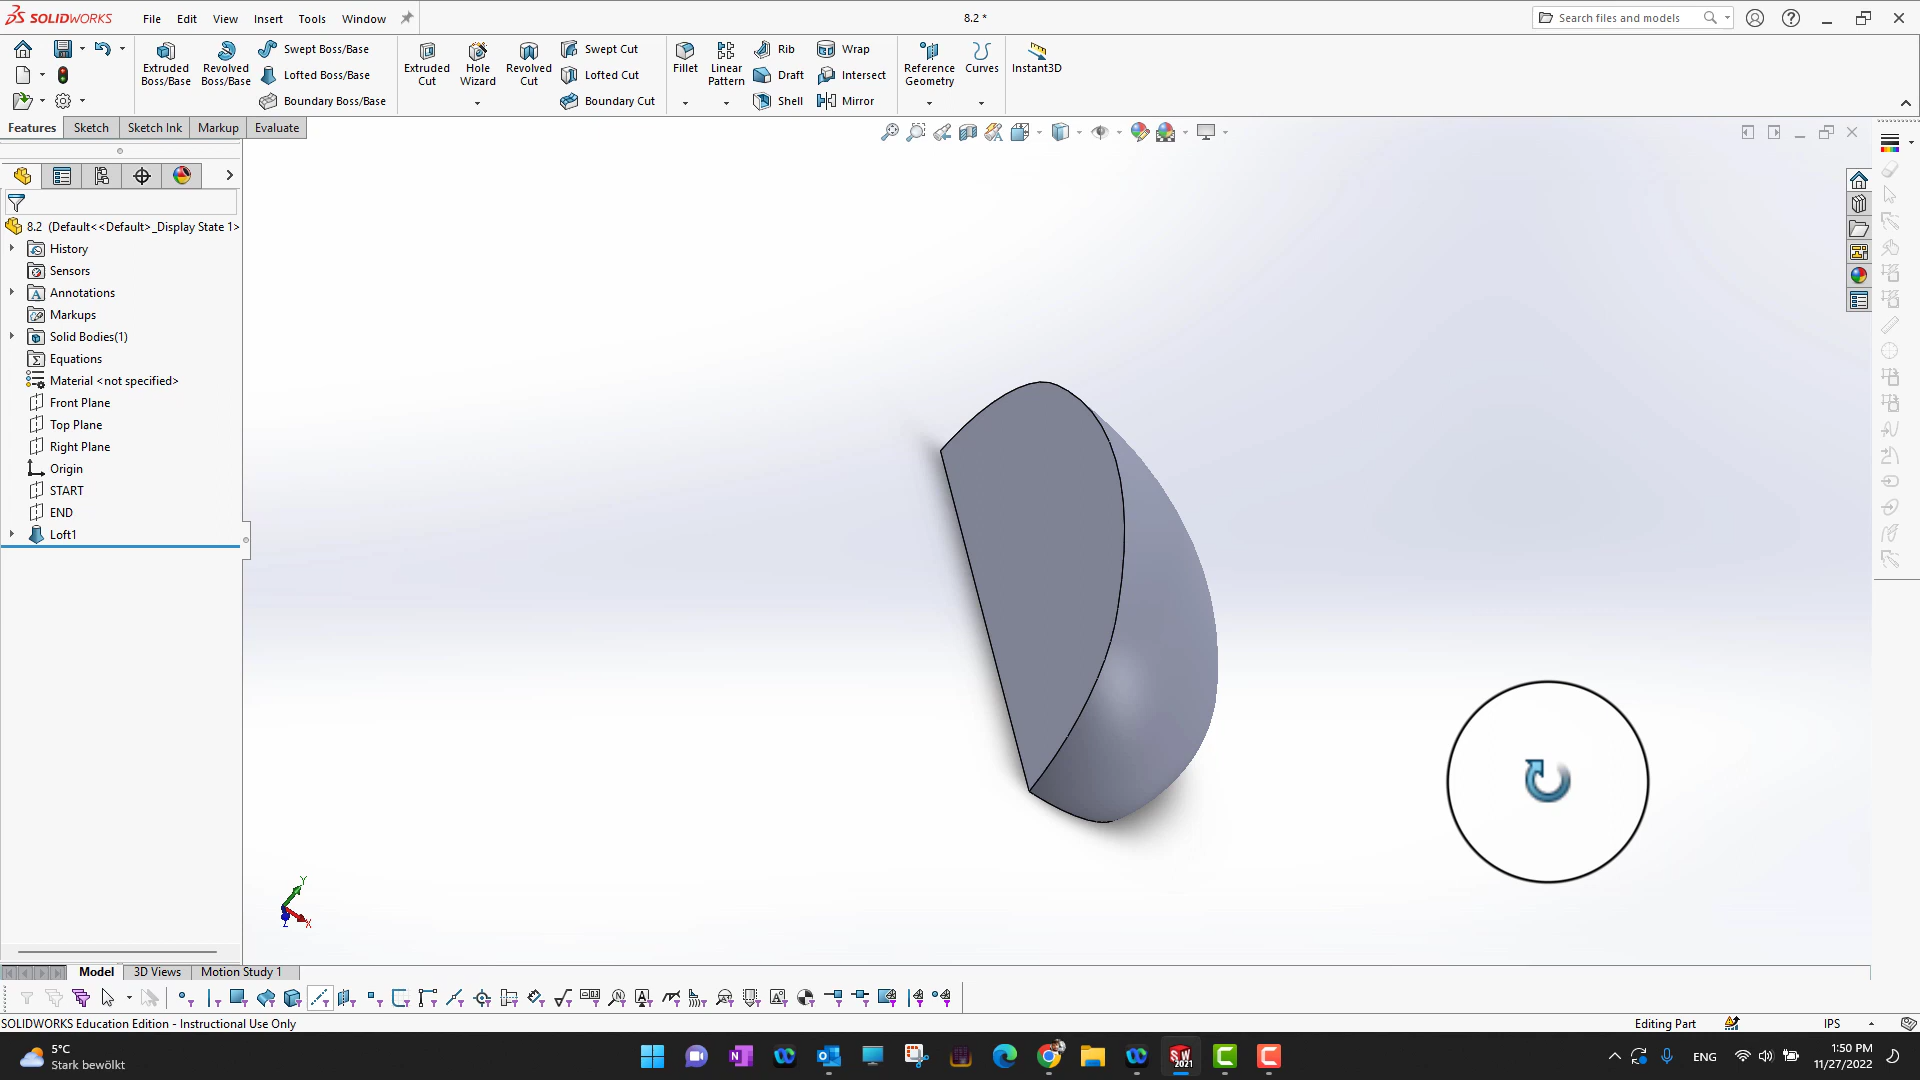 SOLIDWORKS File Edit View Insert Tools Window 8.2 * Search files and models
Extruded Boss/Base
Revolved Boss/Base
Swept Boss/Base
Lofted Boss/Base
Boundary Boss/Base
Extruded Cut
Hole Wizard
Revolved Cut
Swept Cut
Lofted Cut
Boundary Cut
Fillet
Linear Pattern
Rib
Draft
Shell
Wrap
Intersect
Mirror
Reference Geometry
Curves
Instant3D
Features Sketch Sketch Ink Markup Evaluate
8.2 (Default<<Default>_Display State 1>
History
Sensors
Annotations
Markups
Solid Bodies(1)
Equations
Material <not specified>
Front Plane
Top Plane
Right Plane
Origin
START
END
Loft1
Y
X
Z
Model 3D Views Motion Study 1
SOLIDWORKS Education Edition - Instructional Use Only Editing Part IPS
5°C
Stark bewölkt
SW
2021
ENG
1:50 PM
11/27/2022